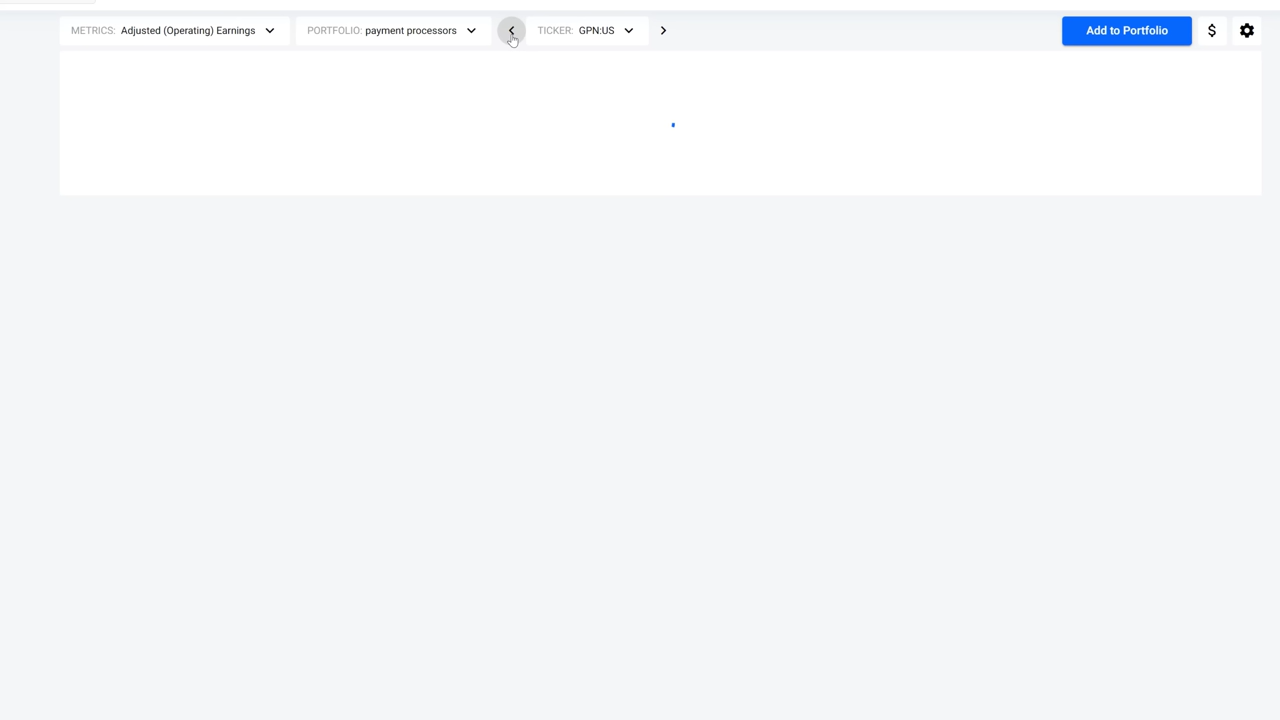 METRICS: Adjusted (Operating) Earnings PORTFOLIO: payment processors TICKER: GPN:US Add to Portfolio $